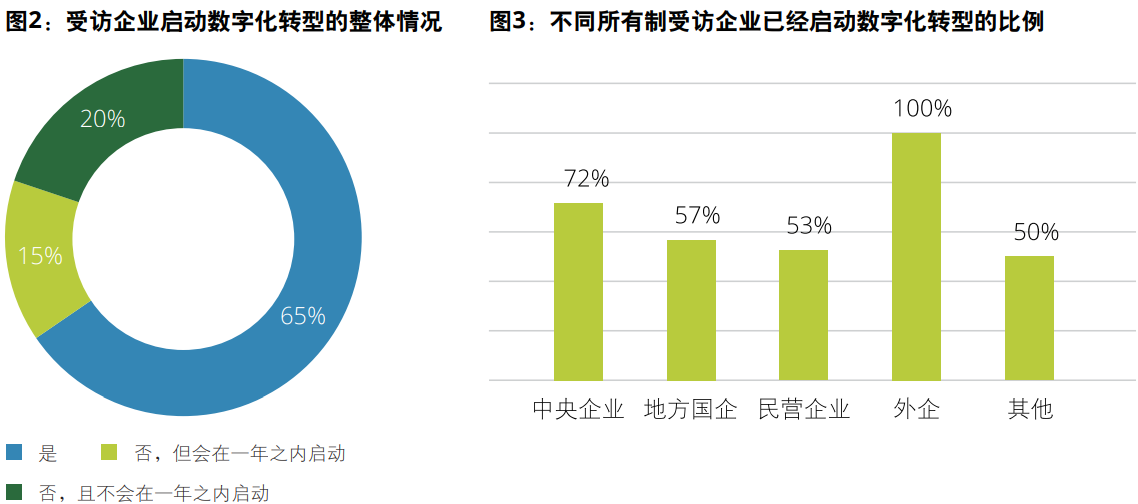 图2：受访企业启动数字化转型的整体情况
20%
15%
65%
是
否，但会在一年之内启动
否，且不会在一年之内启动
图3：不同所有制受访企业已经启动数字化转型的比例
72%
57%
53%
100%
50%
中央企业
地方国企
民营企业
外企
其他